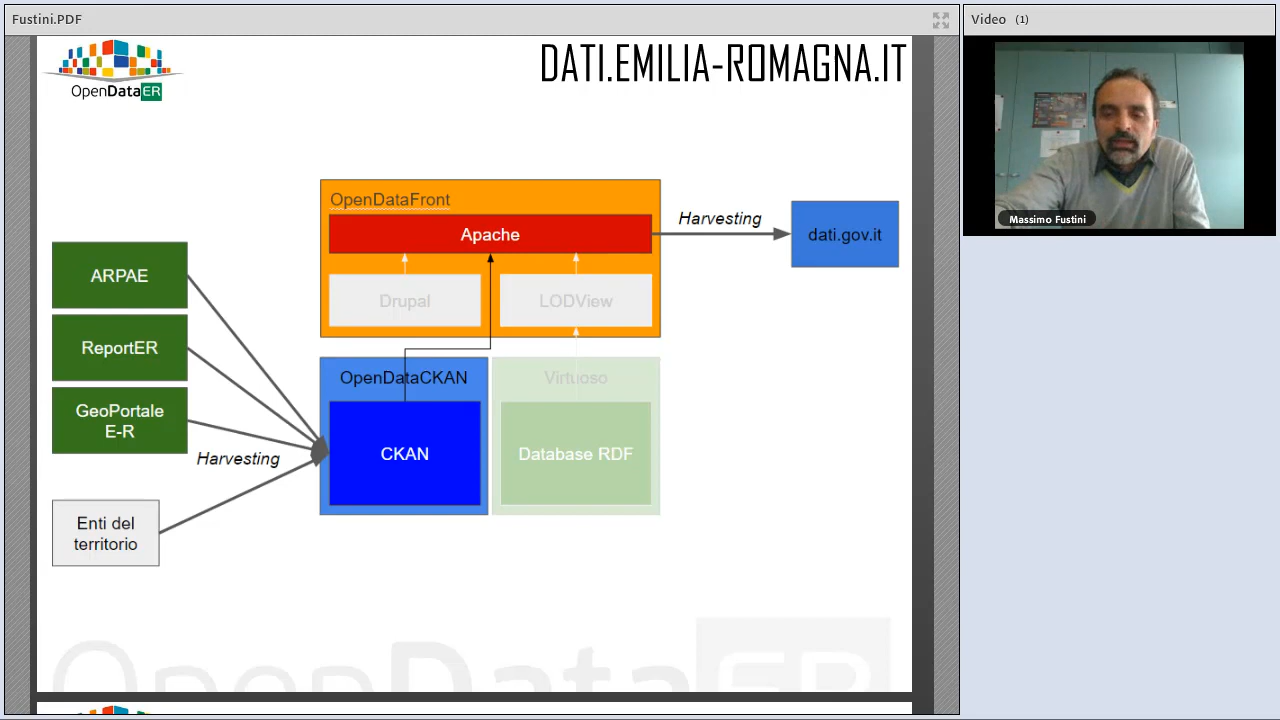 Fustini.PDF
Video (1)
OpenDataER
DATI.EMILIA-ROMAGNA.IT
OpenDataFront
Apache
Harvesting
dati.gov.it
Drupal
LODView
ARPAE
ReportER
GeoPortale
E-R
Harvesting
Enti del
territorio
OpenDataCKAN
CKAN
Virtuoso
Database RDF
Massimo Fustini
OpenDataER